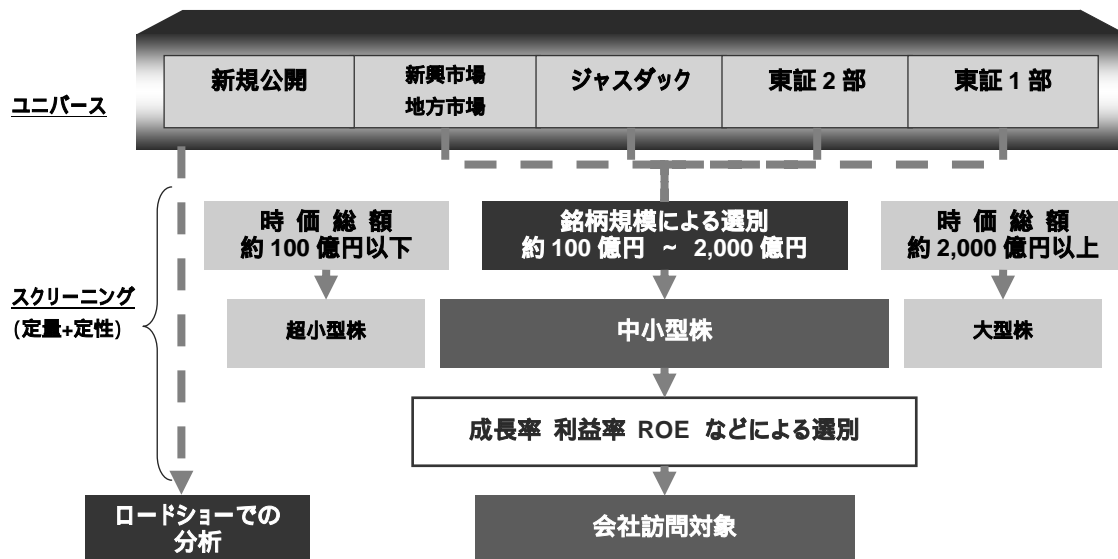 ユニバース
新規公開
新興市場
地方市場
ジャスダック
東証 2 部
東証 1 部
時 価 総 額
約 100 億円以下
銘柄規模による選別
約 100 億円 ~ 2,000 億円
時 価 総 額
約 2,000 億円以上
スクリーニング
(定量+定性)
超小型株
中小型株
大型株
成長率 利益率 ROE などによる選別
ロードショーでの
分析
会社訪問対象